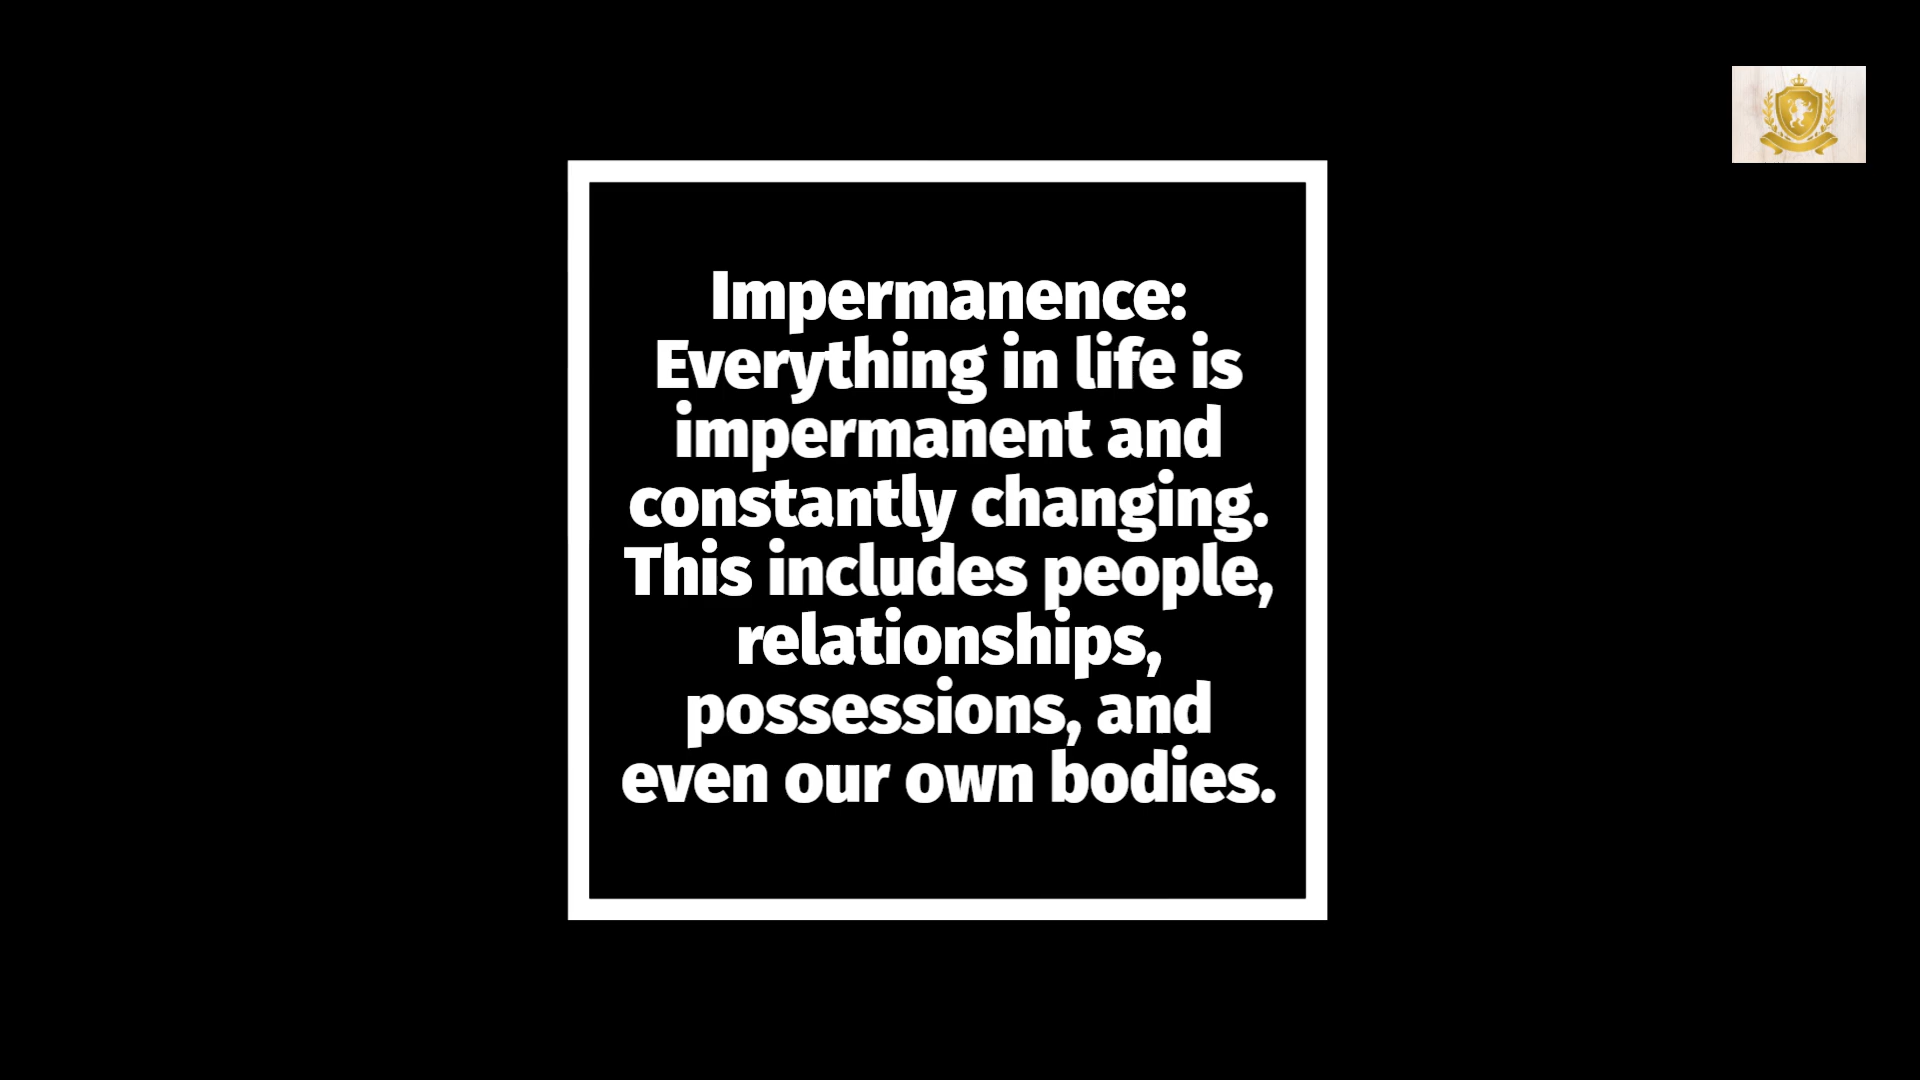 Impermanence:
Everything in life is
impermanent and
constantly changing.
This includes people,
relationships,
possessions, and
even our own bodies.